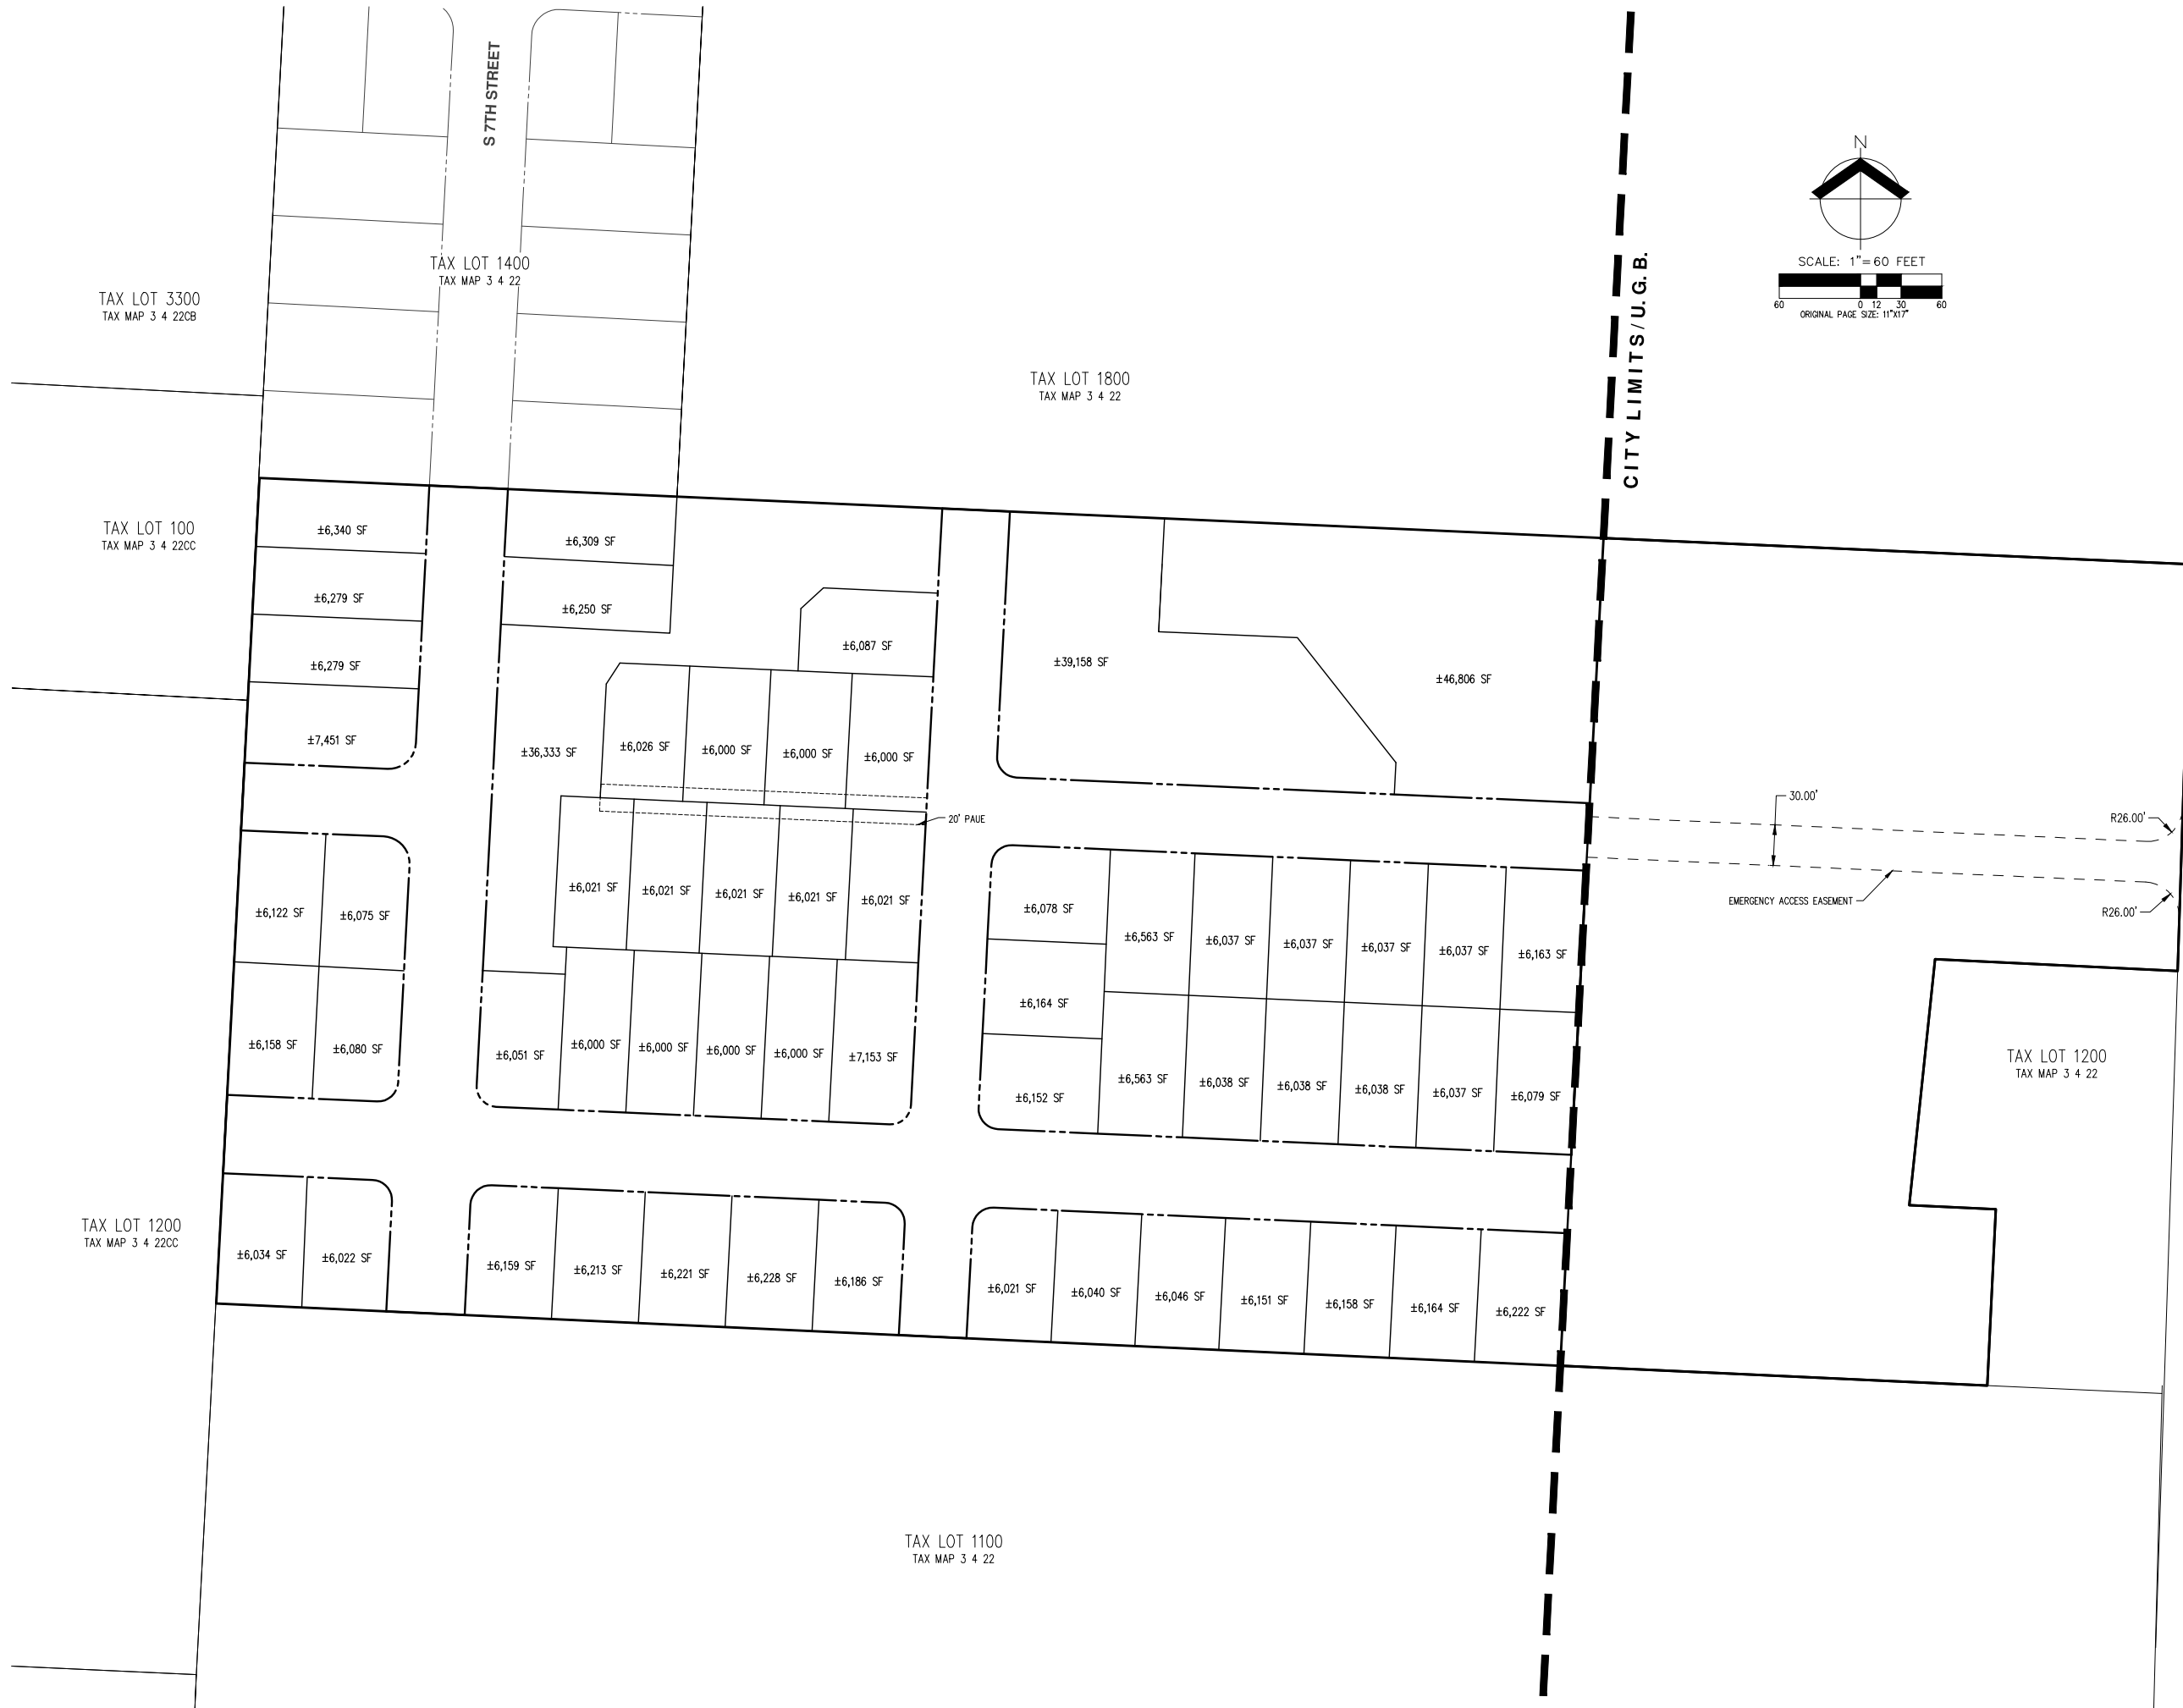 S 7TH STREET
N
SCALE: 1"=60 FEET
60 0 12 30 60
ORIGINAL PAGE SIZE: 11"X17"
CITY LIMITS/U.G.B.
TAX LOT 1400
TAX MAP 3 4 22
TAX LOT 3300
TAX MAP 3 4 22CB
TAX LOT 1800
TAX MAP 3 4 22
TAX LOT 100
TAX MAP 3 4 22CC
±6,340 SF
±6,309 SF
±6,279 SF
±6,250 SF
±6,087 SF
±6,279 SF
±39,158 SF
±46,806 SF
±7,451 SF
±36,333 SF
±6,026 SF
±6,000 SF
±6,000 SF
±6,000 SF
20' PAUE
30.00'
R26.00'
EMERGENCY ACCESS EASEMENT
R26.00'
±6,122 SF
±6,075 SF
±6,021 SF
±6,021 SF
±6,021 SF
±6,021 SF
±6,021 SF
±6,078 SF
±6,563 SF
±6,037 SF
±6,037 SF
±6,037 SF
±6,037 SF
±6,163 SF
±6,164 SF
±6,158 SF
±6,080 SF
±6,051 SF
±6,000 SF
±6,000 SF
±6,000 SF
±6,000 SF
±7,153 SF
±6,152 SF
±6,563 SF
±6,038 SF
±6,038 SF
±6,038 SF
±6,037 SF
±6,079 SF
TAX LOT 1200
TAX MAP 3 4 22
TAX LOT 1200
TAX MAP 3 4 22CC
±6,034 SF
±6,022 SF
±6,159 SF
±6,213 SF
±6,221 SF
±6,228 SF
±6,186 SF
±6,021 SF
±6,040 SF
±6,046 SF
±6,151 SF
±6,158 SF
±6,164 SF
±6,222 SF
TAX LOT 1100
TAX MAP 3 4 22